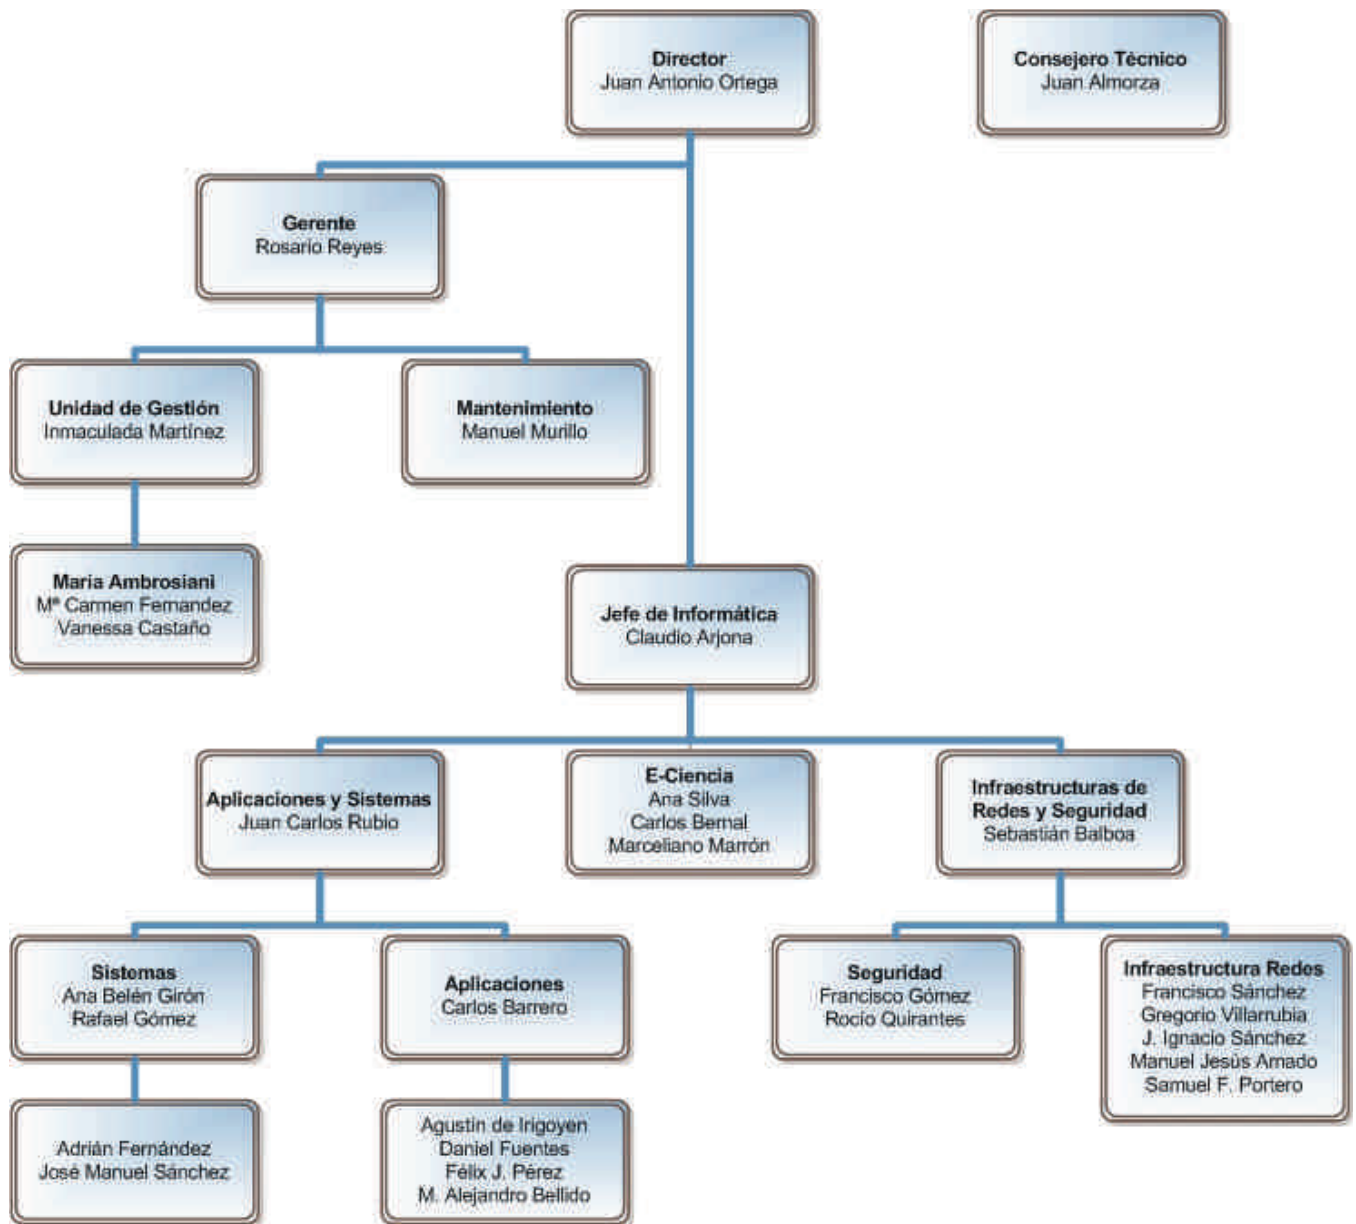 Director
Juan Antonio Ortega
Consejero Técnico
Juan Almorza
Gerente
Rosario Reyes
Unidad de Gestión
Inmaculada Martínez
Mantenimiento
Manuel Murillo
Maria Ambrosiani
Mª Carmen Fernandez
Vanessa Castaño
Jefe de Informática
Claudio Arjona
Aplicaciones y Sistemas
Juan Carlos Rubio
E-Ciencia
Ana Silva
Carlos Bernal
Marceliano Marrón
Infraestructuras de
Redes y Seguridad
Sebastián Balboa
Sistemas
Ana Belén Girón
Rafael Gómez
Aplicaciones
Carlos Barrero
Seguridad
Francisco Gómez
Rocio Quirantes
Infraestructura Redes
Francisco Sánchez
Gregorio Villarrubia
J. Ignacio Sánchez
Manuel Jesús Amado
Samuel F. Portero
Adrián Fernández
José Manuel Sánchez
Agustin de Irigoyen
Daniel Fuentes
Félix J. Pérez
M. Alejandro Bellido